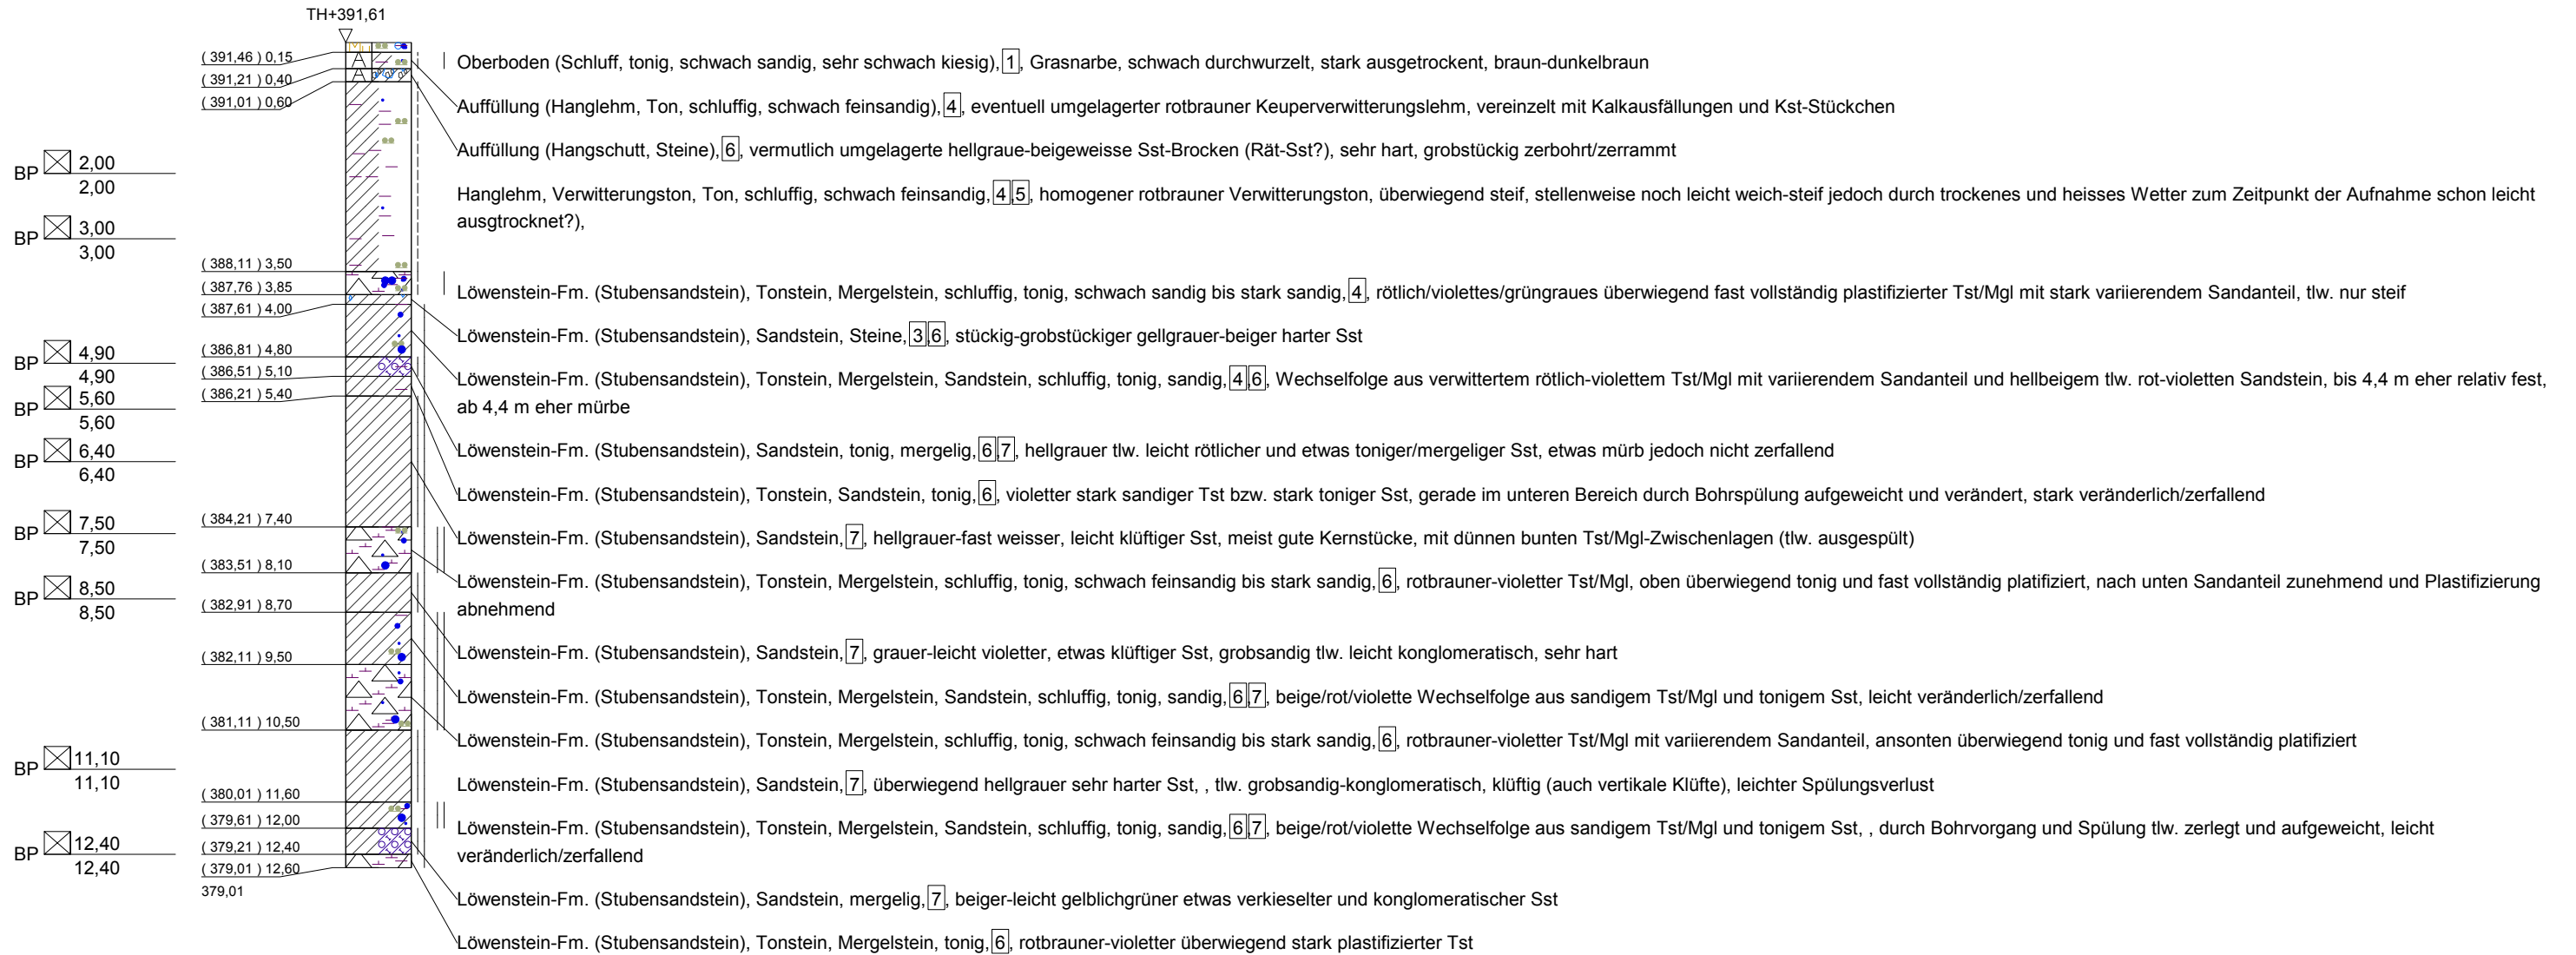 TH+391,61
( 391,46 ) 0,15
( 391,21 ) 0,40
( 391,01 ) 0,60
( 388,11 ) 3,50
( 387,76 ) 3,85
( 387,61 ) 4,00
( 386,81 ) 4,80
( 386,51 ) 5,10
( 386,21 ) 5,40
( 384,21 ) 7,40
( 383,51 ) 8,10
( 382,91 ) 8,70
( 382,11 ) 9,50
( 381,11 ) 10,50
( 380,01 ) 11,60
( 379,61 ) 12,00
( 379,21 ) 12,40
( 379,01 ) 12,60
379,01
BP 2,00
2,00
BP 3,00
3,00
BP 4,90
4,90
BP 5,60
5,60
BP 6,40
6,40
BP 7,50
7,50
BP 8,50
8,50
BP 11,10
11,10
BP 12,40
12,40
A
A
Oberboden (Schluff, tonig, schwach sandig, sehr schwach kiesig), 1, Grasnarbe, schwach durchwurzelt, stark ausgetrockent, braun-dunkelbraun
Auffüllung (Hanglehm, Ton, schluffig, schwach feinsandig), 4, eventuell umgelagerter rotbrauner Keuperverwitterungslehm, vereinzelt mit Kalkausfällungen und Kst-Stückchen
Auffüllung (Hangschutt, Steine), 6, vermutlich umgelagerte hellgraue-beigeweisse Sst-Brocken (Rät-Sst?), sehr hart, grobstückig zerbohrt/zerrammt
Hanglehm, Verwitterungston, Ton, schluffig, schwach feinsandig, 4 5, homogener rotbrauner Verwitterungston, überwiegend steif, stellenweise noch leicht weich-steif jedoch durch trockenes und heisses Wetter zum Zeitpunkt der Aufnahme schon leicht
ausgtrocknet?),
Löwenstein-Fm. (Stubensandstein), Tonstein, Mergelstein, schluffig, tonig, schwach sandig bis stark sandig, 4, rötlich/violettes/grüngraues überwiegend fast vollständig plastifizierter Tst/Mgl mit stark variierendem Sandanteil, tlw. nur steif
Löwenstein-Fm. (Stubensandstein), Sandstein, Steine, 3 6, stückig-grobstückiger gellgrauer-beiger harter Sst
Löwenstein-Fm. (Stubensandstein), Tonstein, Mergelstein, Sandstein, schluffig, tonig, sandig, 4 6, Wechselfolge aus verwittertem rötlich-violettem Tst/Mgl mit variierendem Sandanteil und hellbeigem tlw. rot-violetten Sandstein, bis 4,4 m eher relativ fest,
ab 4,4 m eher mürbe
Löwenstein-Fm. (Stubensandstein), Sandstein, tonig, mergelig, 6 7, hellgrauer tlw. leicht rötlicher und etwas toniger/mergeliger Sst, etwas mürb jedoch nicht zerfallend
Löwenstein-Fm. (Stubensandstein), Tonstein, Sandstein, tonig, 6, violetter stark sandiger Tst bzw. stark toniger Sst, gerade im unteren Bereich durch Bohrspülung aufgeweicht und verändert, stark veränderlich/zerfallend
Löwenstein-Fm. (Stubensandstein), Sandstein, 7, hellgrauer-fast weisser, leicht klüftiger Sst, meist gute Kernstücke, mit dünnen bunten Tst/Mgl-Zwischenlagen (tlw. ausgespült)
Löwenstein-Fm. (Stubensandstein), Tonstein, Mergelstein, schluffig, tonig, schwach feinsandig bis stark sandig, 6, rotbrauner-violetter Tst/Mgl, oben überwiegend tonig und fast vollständig platifiziert, nach unten Sandanteil zunehmend und Plastifizierung
abnehmend
Löwenstein-Fm. (Stubensandstein), Sandstein, 7, grauer-leicht violetter, etwas klüftiger Sst, grobsandig tlw. leicht konglomeratisch, sehr hart
Löwenstein-Fm. (Stubensandstein), Tonstein, Mergelstein, Sandstein, schluffig, tonig, sandig, 6 7, beige/rot/violette Wechselfolge aus sandigem Tst/Mgl und tonigem Sst, leicht veränderlich/zerfallend
Löwenstein-Fm. (Stubensandstein), Tonstein, Mergelstein, schluffig, tonig, schwach feinsandig bis stark sandig, 6, rotbrauner-violetter Tst/Mgl mit variierendem Sandanteil, ansonten überwiegend tonig und fast vollständig platifiziert
Löwenstein-Fm. (Stubensandstein), Sandstein, 7, überwiegend hellgrauer sehr harter Sst, , tlw. grobsandig-konglomeratisch, klüftig (auch vertikale Klüfte), leichter Spülungsverlust
Löwenstein-Fm. (Stubensandstein), Tonstein, Mergelstein, Sandstein, schluffig, tonig, sandig, 6 7, beige/rot/violette Wechselfolge aus sandigem Tst/Mgl und tonigem Sst, , durch Bohrvorgang und Spülung tlw. zerlegt und aufgeweicht, leicht
veränderlich/zerfallend
Löwenstein-Fm. (Stubensandstein), Sandstein, mergelig, 7, beiger-leicht gelblichgrüner etwas verkieselter und konglomeratischer Sst
Löwenstein-Fm. (Stubensandstein), Tonstein, Mergelstein, tonig, 6, rotbrauner-violetter überwiegend stark plastifizierter Tst